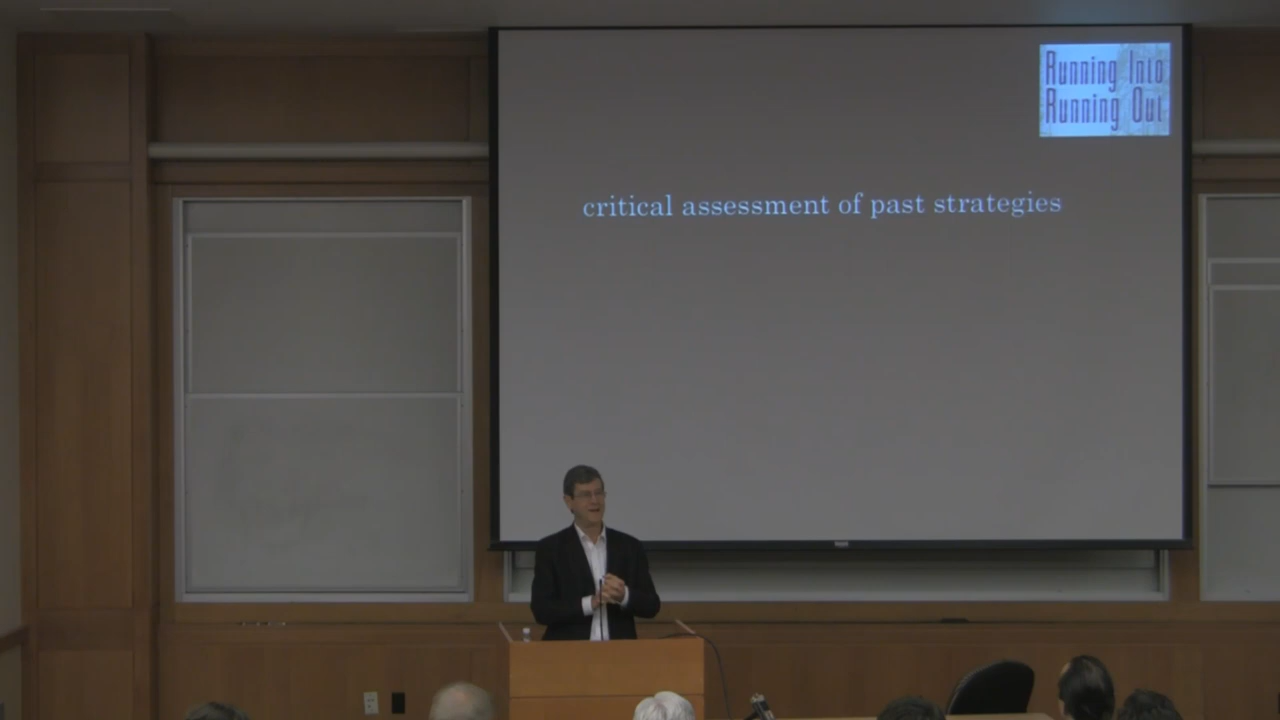 Running Into
Running Out
critical assessment of past strategies